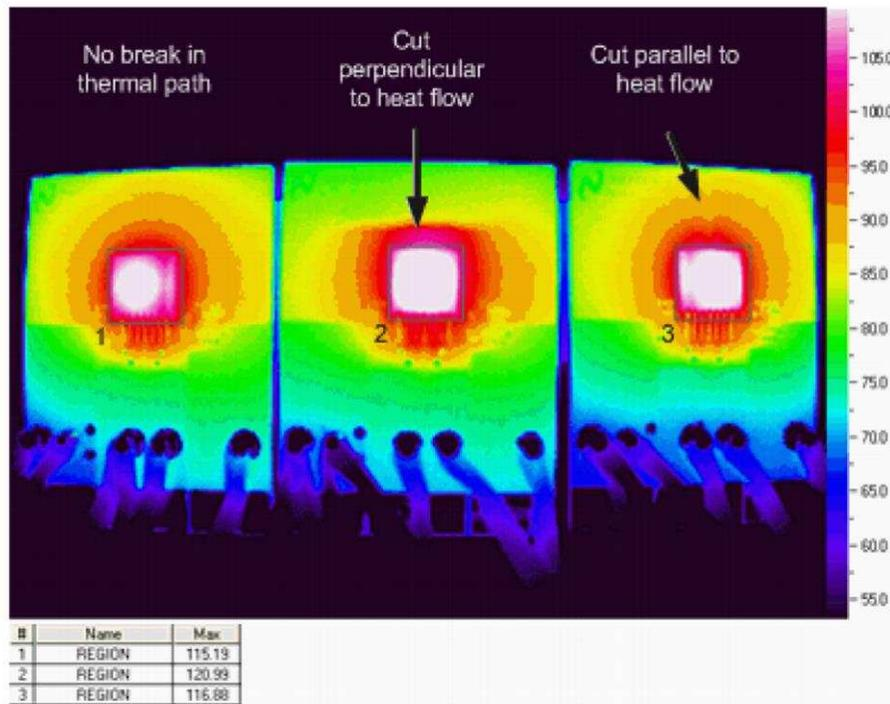 No break in
thermal path
Cut
perpendicular
to heat flow
Cut parallel to
heat flow
105.0
100.0
95.0
90.0
85.0
80.0
75.0
70.0
65.0
60.0
55.0
1
2
3
# Name Max
1 REGION 115.19
2 REGION 120.99
3 REGION 116.88